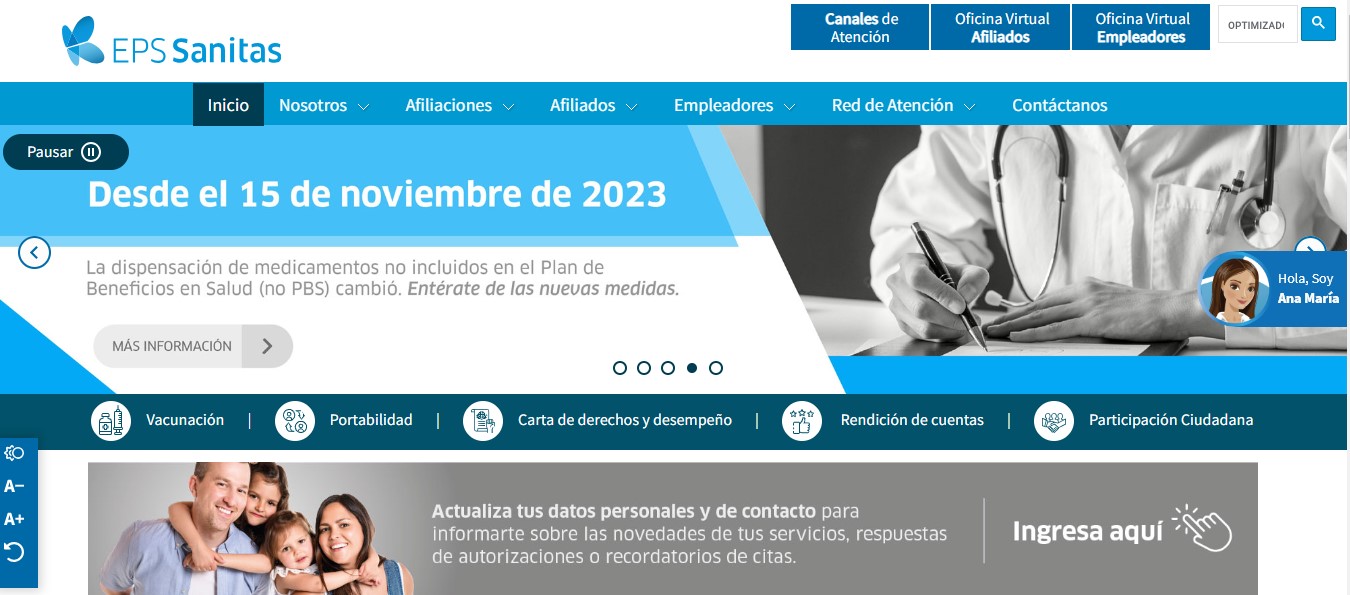 EPS Sanitas
Canales de
Atención
Oficina Virtual
Afiliados
Oficina Virtual
Empleadores
OPTIMIZADO
Inicio
Nosotros
Afiliaciones
Afiliados
Empleadores
Red de Atención
Contáctanos
Pausar
Desde el 15 de noviembre de 2023
La dispensación de medicamentos no incluidos en el Plan de
Beneficios en Salud (no PBS) cambió. Entérate de las nuevas medidas.
MÁS INFORMACIÓN
Hola, Soy
Ana María
Vacunación
|
Portabilidad
|
Carta de derechos y desempeño
|
Rendición de cuentas
|
Participación Ciudadana
A−
A+
Actualiza tus datos personales y de contacto para
informarte sobre las novedades de tus servicios, respuestas
de autorizaciones o recordatorios de citas.
Ingresa aquí